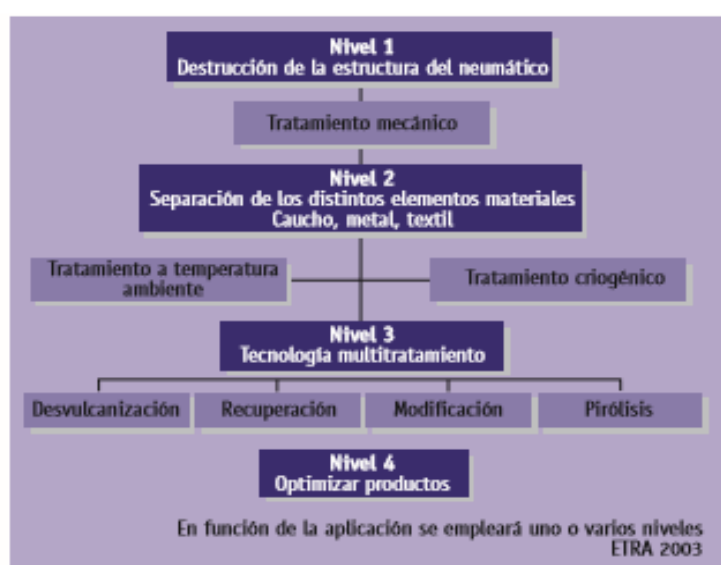 Nivel 1
Destrucción de la estructura del neumático
Tratamiento mecánico
Nivel 2
Separación de los distintos elementos materiales
Caucho, metal, textil
Tratamiento a temperatura
ambiente
Tratamiento criogénico
Nivel 3
Tecnología multitratamiento
Desvulcanización
Recuperación
Modificación
Pirólisis
Nivel 4
Optimizar productos
En función de la aplicación se empleará uno o varios niveles
ETRA 2003